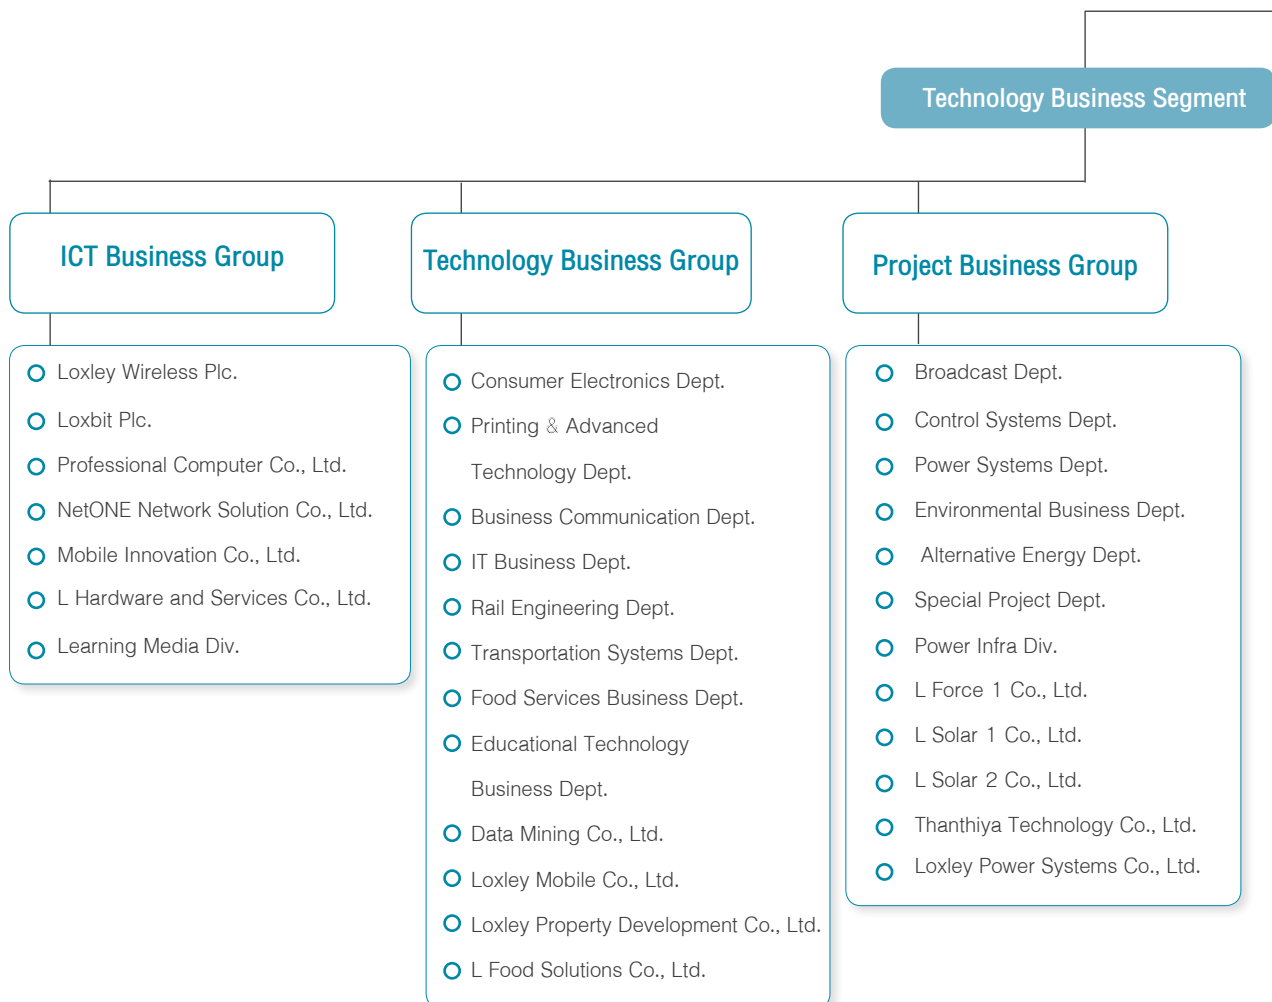 Technology Business Segment
ICT Business Group
Loxley Wireless Plc.
Loxbit Plc.
Professional Computer Co., Ltd.
NetONE Network Solution Co., Ltd.
Mobile Innovation Co., Ltd.
L Hardware and Services Co., Ltd.
Learning Media Div.
Technology Business Group
Consumer Electronics Dept.
Printing & Advanced
Technology Dept.
Business Communication Dept.
IT Business Dept.
Rail Engineering Dept.
Transportation Systems Dept.
Food Services Business Dept.
Educational Technology
Business Dept.
Data Mining Co., Ltd.
Loxley Mobile Co., Ltd.
Loxley Property Development Co., Ltd.
L Food Solutions Co., Ltd.
Project Business Group
Broadcast Dept.
Control Systems Dept.
Power Systems Dept.
Environmental Business Dept.
Alternative Energy Dept.
Special Project Dept.
Power Infra Div.
L Force 1 Co., Ltd.
L Solar 1 Co., Ltd.
L Solar 2 Co., Ltd.
Thanthiya Technology Co., Ltd.
Loxley Power Systems Co., Ltd.